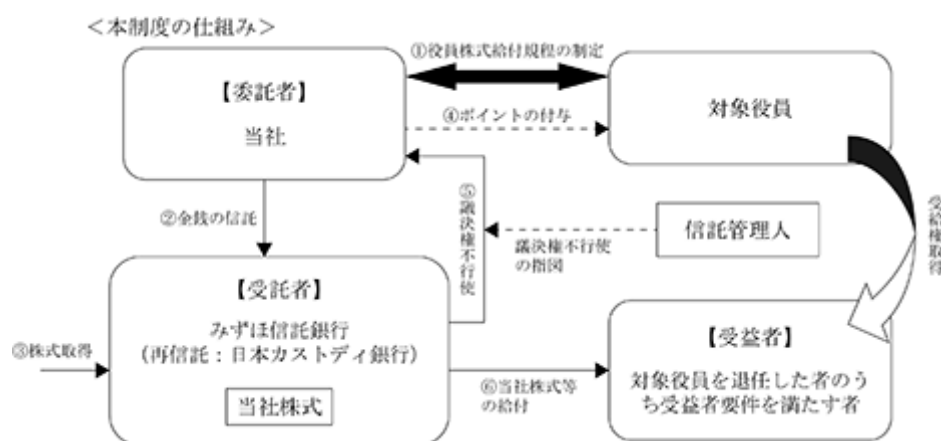 ＜本制度の仕組み＞
①役員株式給付規程の制定
【委託者】
当社
対象役員
④ポイントの付与
②金銭の信託
⑤議決権不行使
議決権不行使
の指図
信託管理人
受給権取得
【受託者】
みずほ信託銀行
（再信託：日本カストディ銀行）
当社株式
③株式取得
⑥当社株式等
の給付
【受益者】
対象役員を退任した者のう
ち受益者要件を満たす者